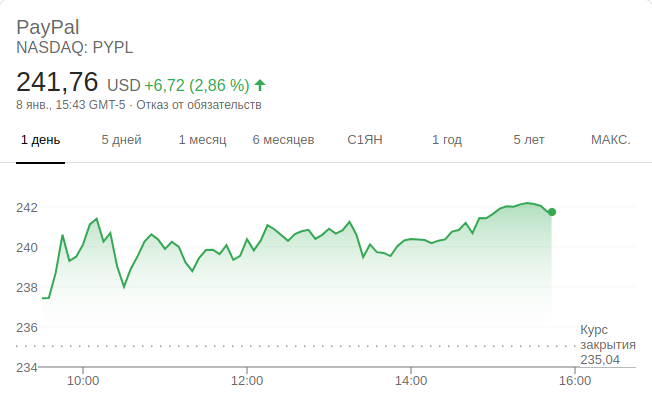 PayPal
NASDAQ: PYPL
241,76 USD +6,72 (2,86 %)
8 янв., 15:43 GMT-5 · Отказ от обязательств
1 день 5 дней 1 месяц 6 месяцев С1ЯН 1 год 5 лет МАКС.
242
240
238
236
234
Курс
закрытия
235,04
10:00 12:00 14:00 16:00